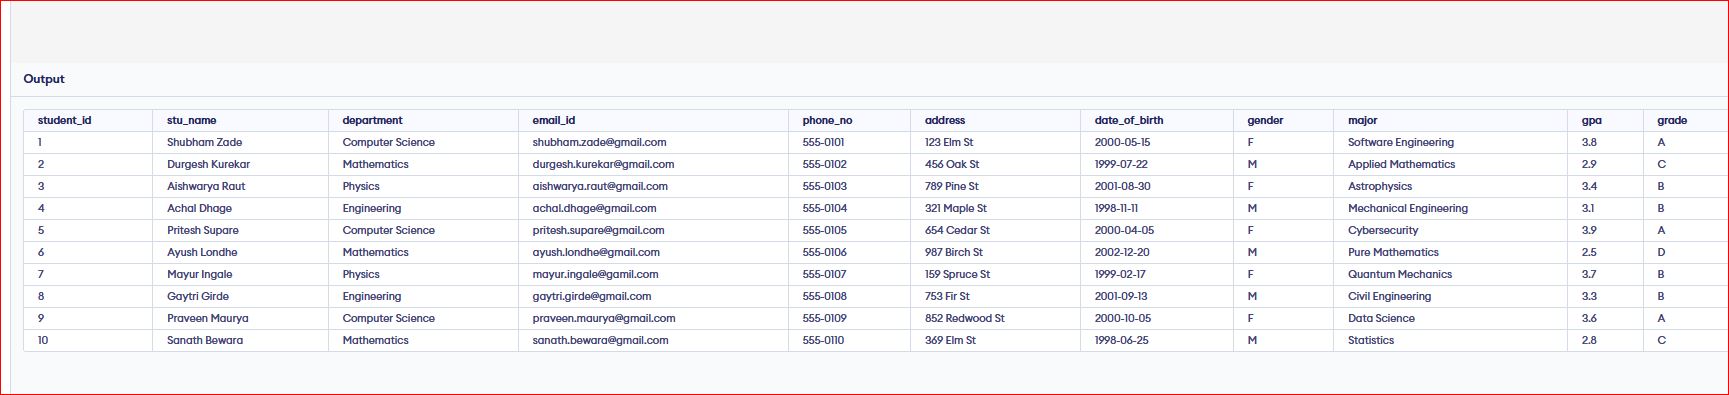 Output
student_id stu_name department email_id phone_no address date_of_birth gender major gpa grade
1 Shubham Zade Computer Science shubham.zade@gmail.com 555-0101 123 Elm St 2000-05-15 F Software Engineering 3.8 A
2 Durgesh Kurekar Mathematics durgesh.kurekar@gmail.com 555-0102 456 Oak St 1999-07-22 M Applied Mathematics 2.9 C
3 Aishwarya Raut Physics aishwarya.raut@gmail.com 555-0103 789 Pine St 2001-08-30 F Astrophysics 3.4 B
4 Achal Dhage Engineering achal.dhage@gmail.com 555-0104 321 Maple St 1998-11-11 M Mechanical Engineering 3.1 B
5 Pritesh Supare Computer Science pritesh.supare@gmail.com 555-0105 654 Cedar St 2000-04-05 F Cybersecurity 3.9 A
6 Ayush Londhe Mathematics ayush.londhe@gmail.com 555-0106 987 Birch St 2002-12-20 M Pure Mathematics 2.5 D
7 Mayur Ingale Physics mayur.ingale@gamil.com 555-0107 159 Spruce St 1999-02-17 F Quantum Mechanics 3.7 B
8 Gaytri Girde Engineering gaytri.girde@gmail.com 555-0108 753 Fir St 2001-09-13 M Civil Engineering 3.3 B
9 Praveen Maurya Computer Science praveen.maurya@gmail.com 555-0109 852 Redwood St 2000-10-05 F Data Science 3.6 A
10 Sanath Bewara Mathematics sanath.bewara@gmail.com 555-0110 369 Elm St 1998-06-25 M Statistics 2.8 C